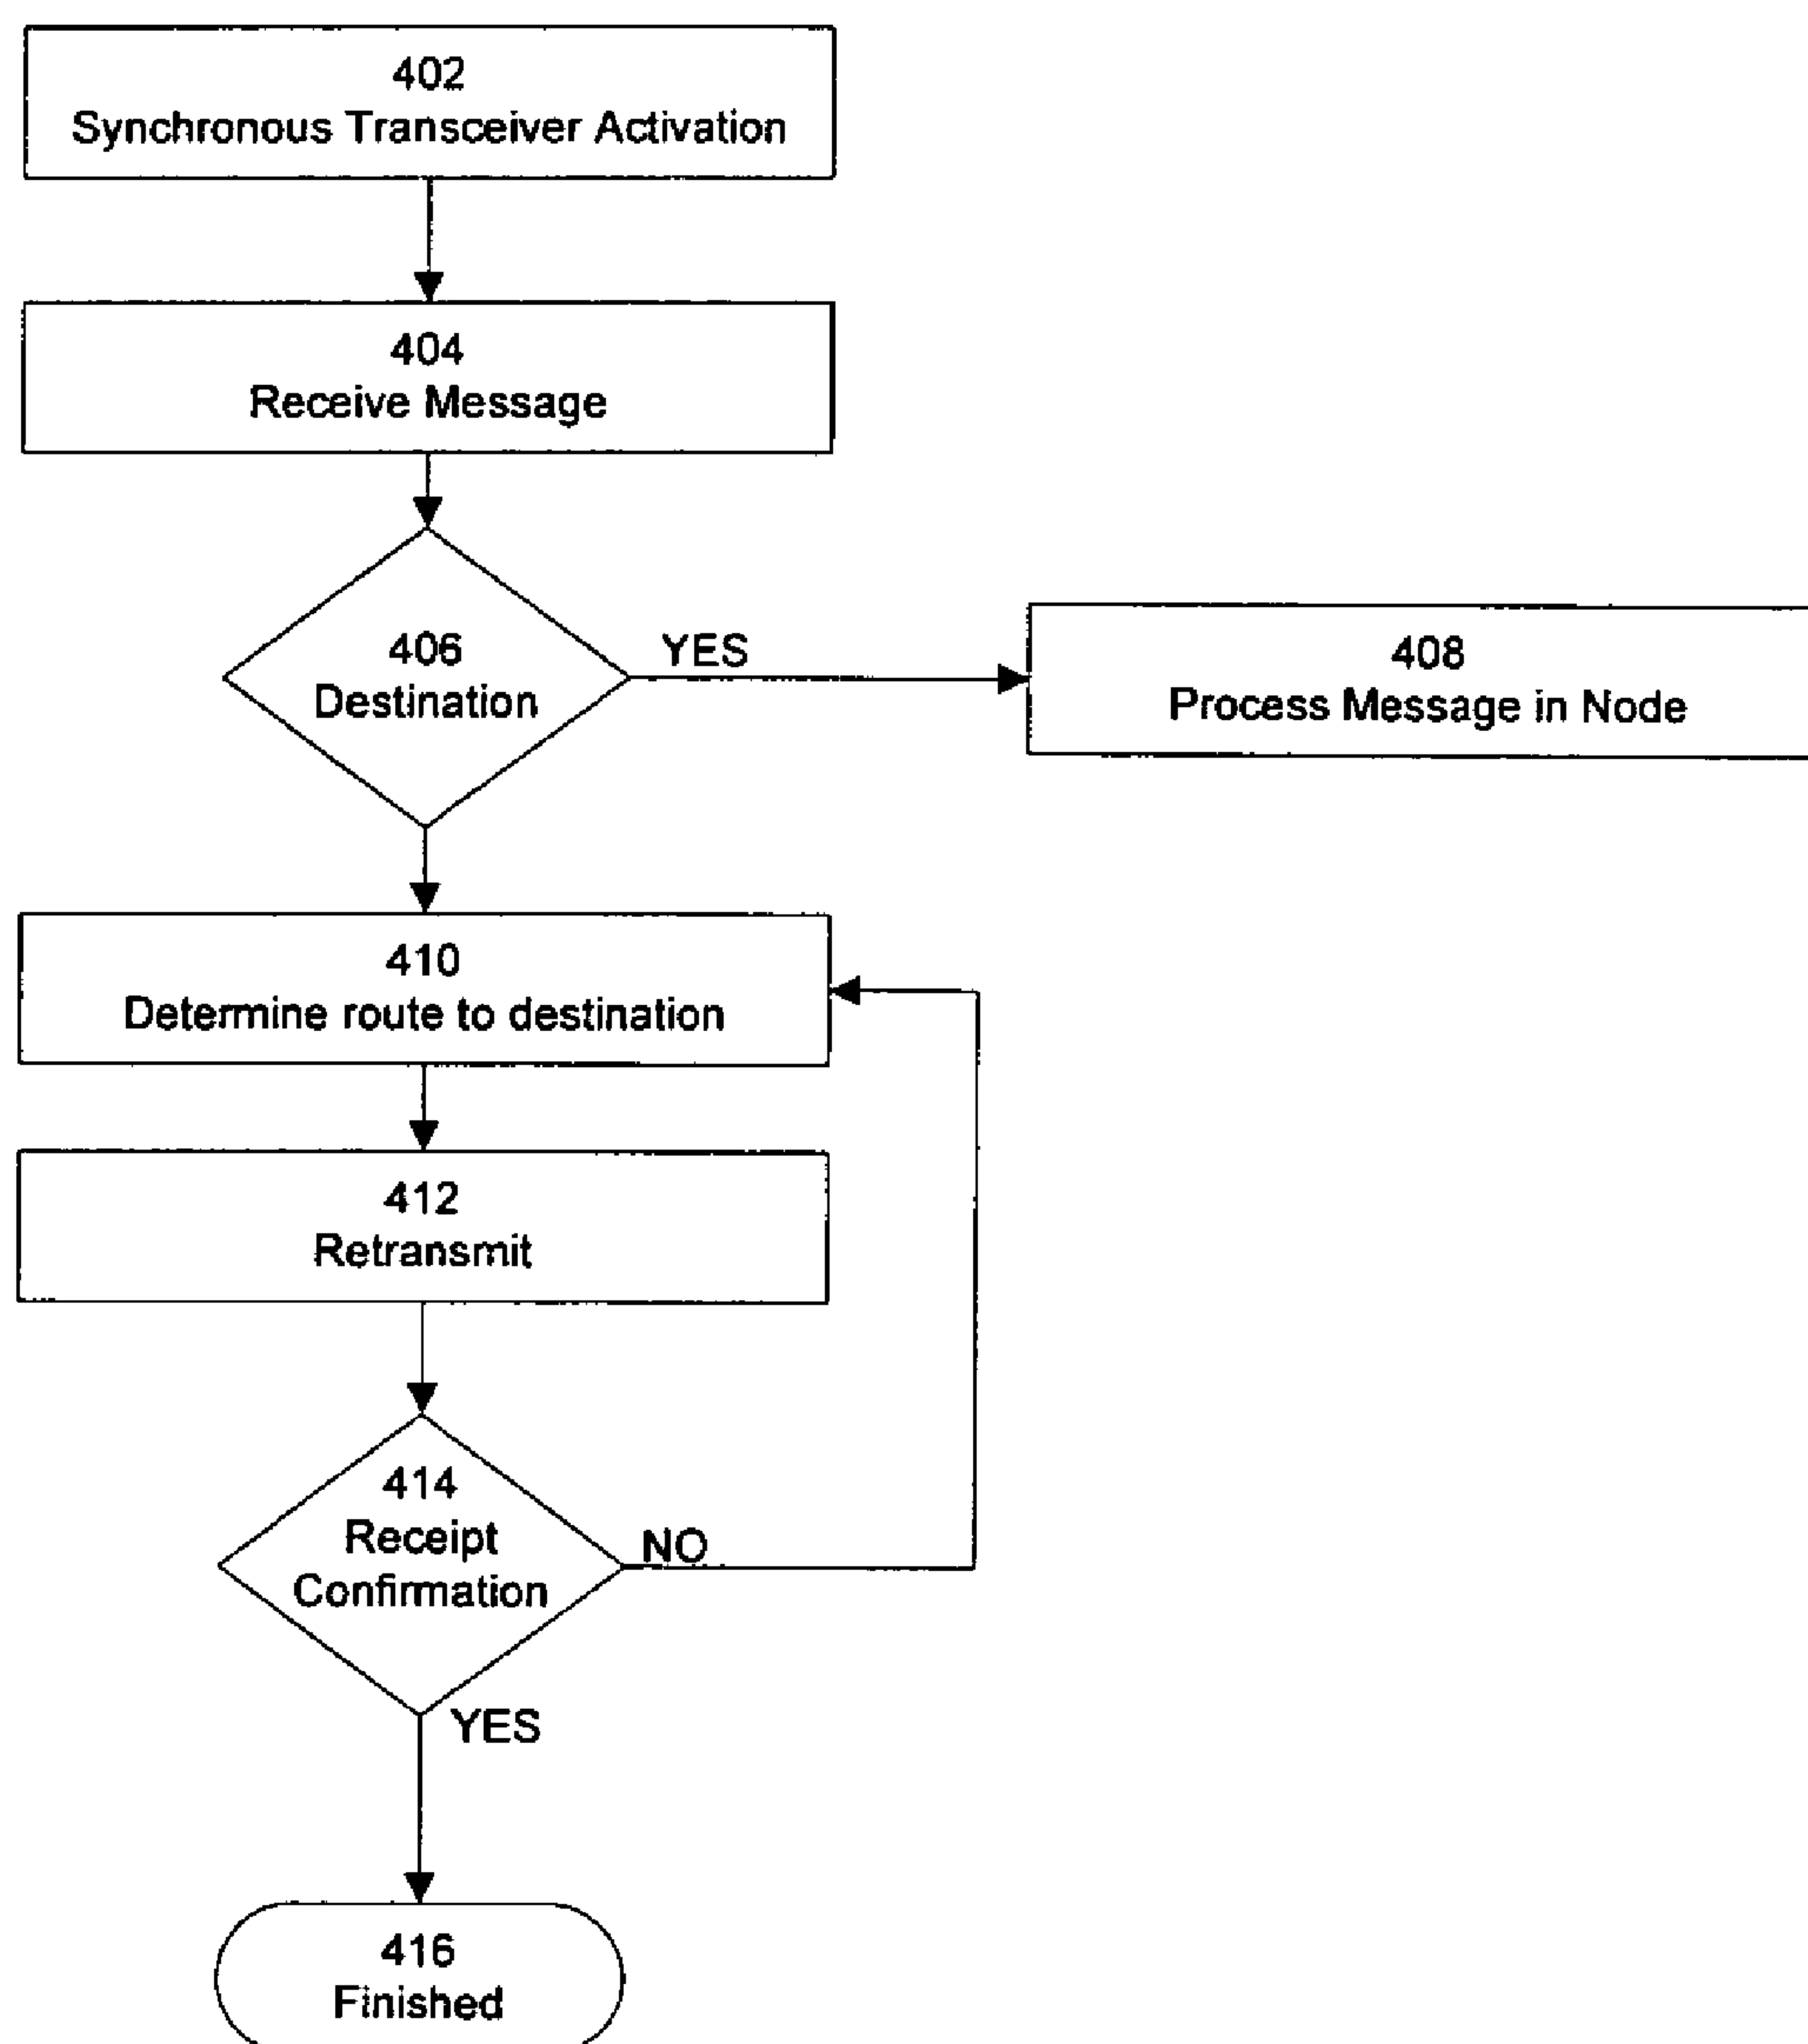 402
Synchronous Transceiver Activation
404
Receive Message
406
Destination
YES
408
Process Message in Node
410
Determine route to destination
412
Retransmit
414
Receipt
Confirmation
NO
YES
416
Finished